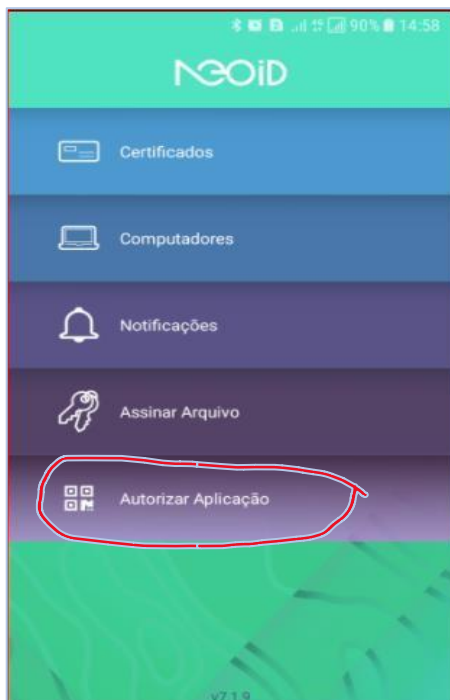 90% 14:58
NEOiD
Certificados
Computadores
Notificações
Assinar Arquivo
Autorizar Aplicação
v7.1.9